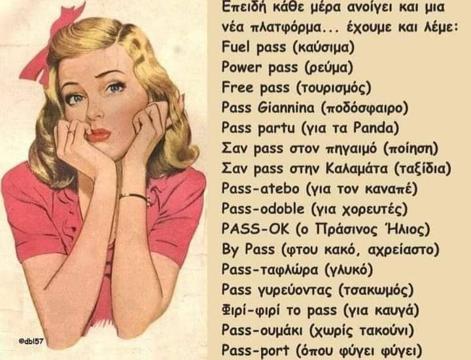 Επειδή κάθε μέρα ανοίγει και μια
νέα πλατφόρμα... έχουμε και λέμε:
Fuel pass (καύσιμα)
Power pass (ρεύμα)
Free pass (τουρισμός)
Pass Giannina (ποδόσφαιρο)
Pass partu (για τα Panda)
Σαν pass στον πηγαιμό (ποίηση)
Σαν pass στην Καλαμάτα (ταξίδια)
Pass-atebo (για τον καναπέ)
Pass-odoble (για χορευτές)
PASS-OK (ο Πράσινος Ήλιος)
By Pass (φτου κακό, αχρείαστο)
Pass-ταφλώρα (γλυκό)
Pass γυρεύοντας (τσακωμός)
Φιρί-φιρί το pass (για καυγά)
Pass-ουμάκι (χωρίς τακούνι)
Pass-port (όπου φύγει φύγει)
©dbl57